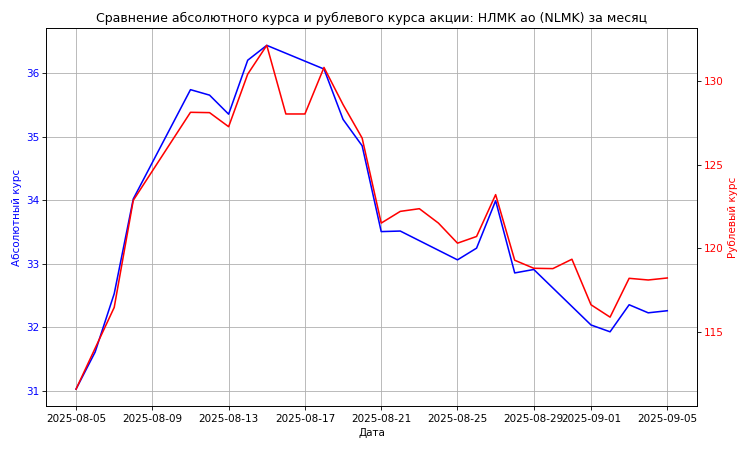 Сравнение абсолютного курса и рублевого курса акции: НЛМК ао (NLMK) за месяц
36
35
34
33
32
31
Абсолютный курс
130
125
120
115
Рублевый курс
2025-08-05 2025-08-09 2025-08-13 2025-08-17 2025-08-21 2025-08-25 2025-08-29 2025-09-01 2025-09-05
Дата